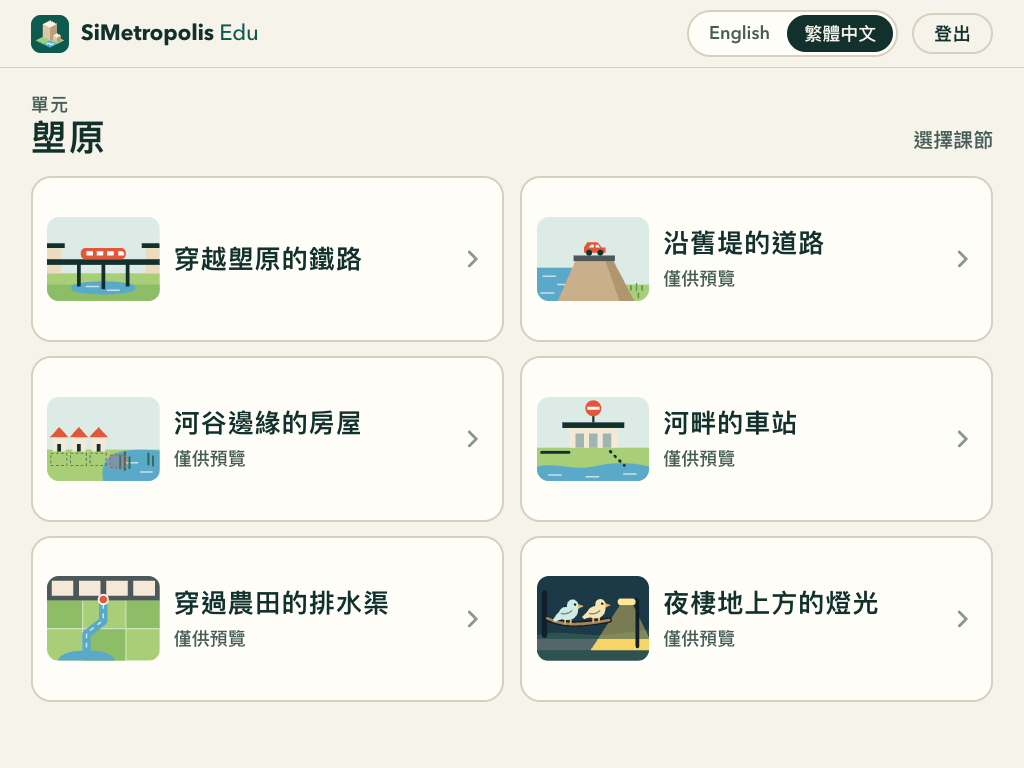 SiMetropolis Edu
English
繁體中文
登出
單元
塱原
選擇課節
穿越塱原的鐵路
沿舊堤的道路
僅供預覽
河谷邊緣的房屋
僅供預覽
河畔的車站
僅供預覽
穿過農田的排水渠
僅供預覽
夜棲地上方的燈光
僅供預覽